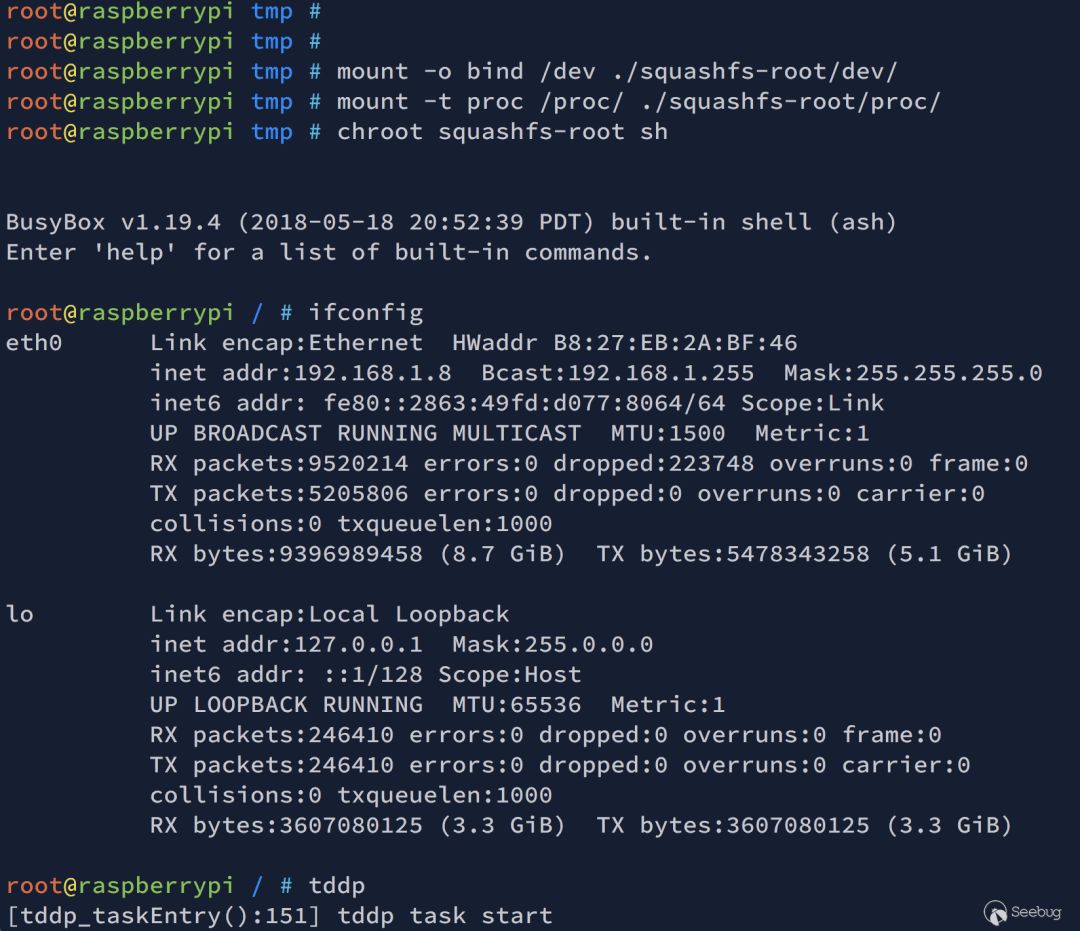 root@raspberrypi tmp #
root@raspberrypi tmp #
root@raspberrypi tmp # mount -o bind /dev ./squashfs-root/dev/
root@raspberrypi tmp # mount -t proc /proc/ ./squashfs-root/proc/
root@raspberrypi tmp # chroot squashfs-root sh
BusyBox v1.19.4 (2018-05-18 20:52:39 PDT) built-in shell (ash)
Enter 'help' for a list of built-in commands.
root@raspberrypi / # ifconfig
eth0      Link encap:Ethernet  HWaddr B8:27:EB:2A:BF:46
          inet addr:192.168.1.8  Bcast:192.168.1.255  Mask:255.255.255.0
          inet6 addr: fe80::2863:49fd:d077:8064/64 Scope:Link
          UP BROADCAST RUNNING MULTICAST  MTU:1500  Metric:1
          RX packets:9520214 errors:0 dropped:223748 overruns:0 frame:0
          TX packets:5205806 errors:0 dropped:0 overruns:0 carrier:0
          collisions:0 txqueuelen:1000
          RX bytes:9396989458 (8.7 GiB)  TX bytes:5478343258 (5.1 GiB)
lo        Link encap:Local Loopback
          inet addr:127.0.0.1  Mask:255.0.0.0
          inet6 addr: ::1/128 Scope:Host
          UP LOOPBACK RUNNING  MTU:65536  Metric:1
          RX packets:246410 errors:0 dropped:0 overruns:0 frame:0
          TX packets:246410 errors:0 dropped:0 overruns:0 carrier:0
          collisions:0 txqueuelen:1000
          RX bytes:3607080125 (3.3 GiB)  TX bytes:3607080125 (3.3 GiB)
root@raspberrypi / # tddp
[tddp_taskEntry():151] tddp task start
Seebug